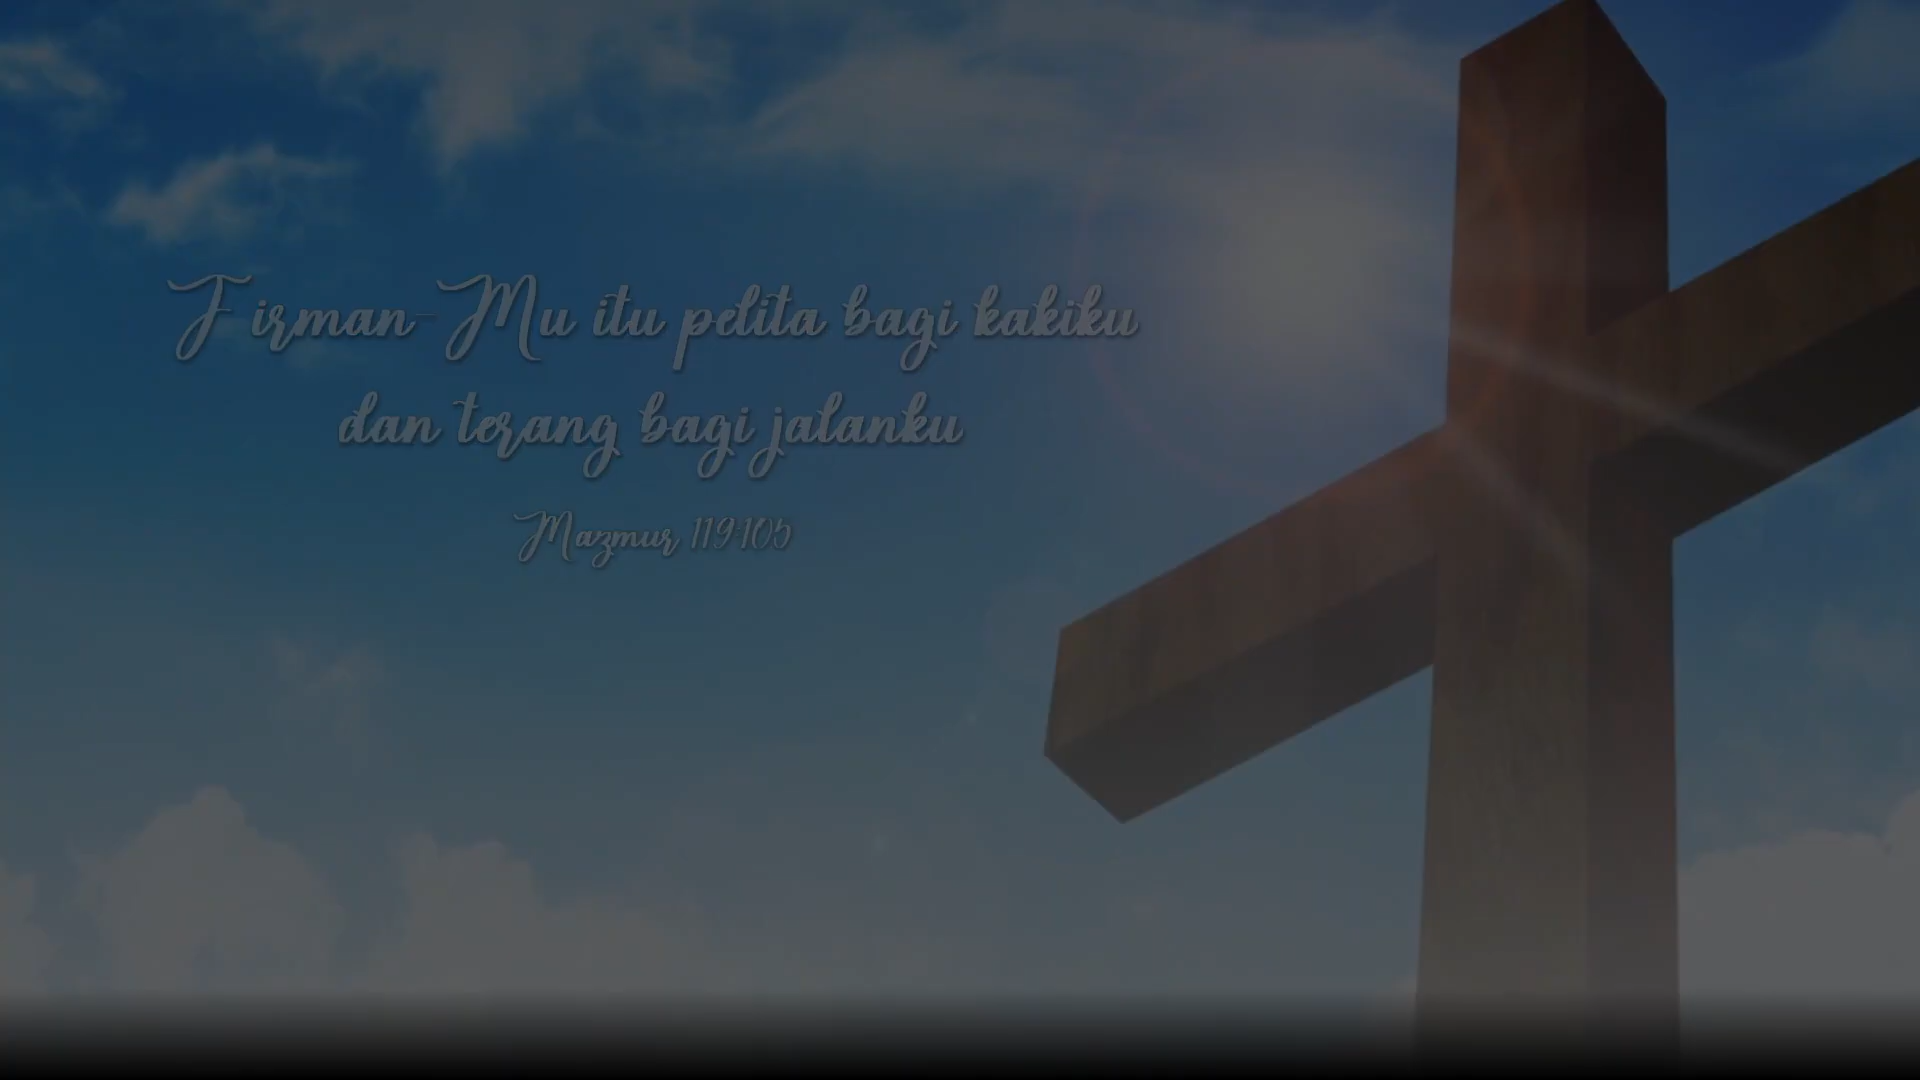 Firman-Mu itu pelita bagi kakiku
dan terang bagi jalanku
Mazmur 119:105